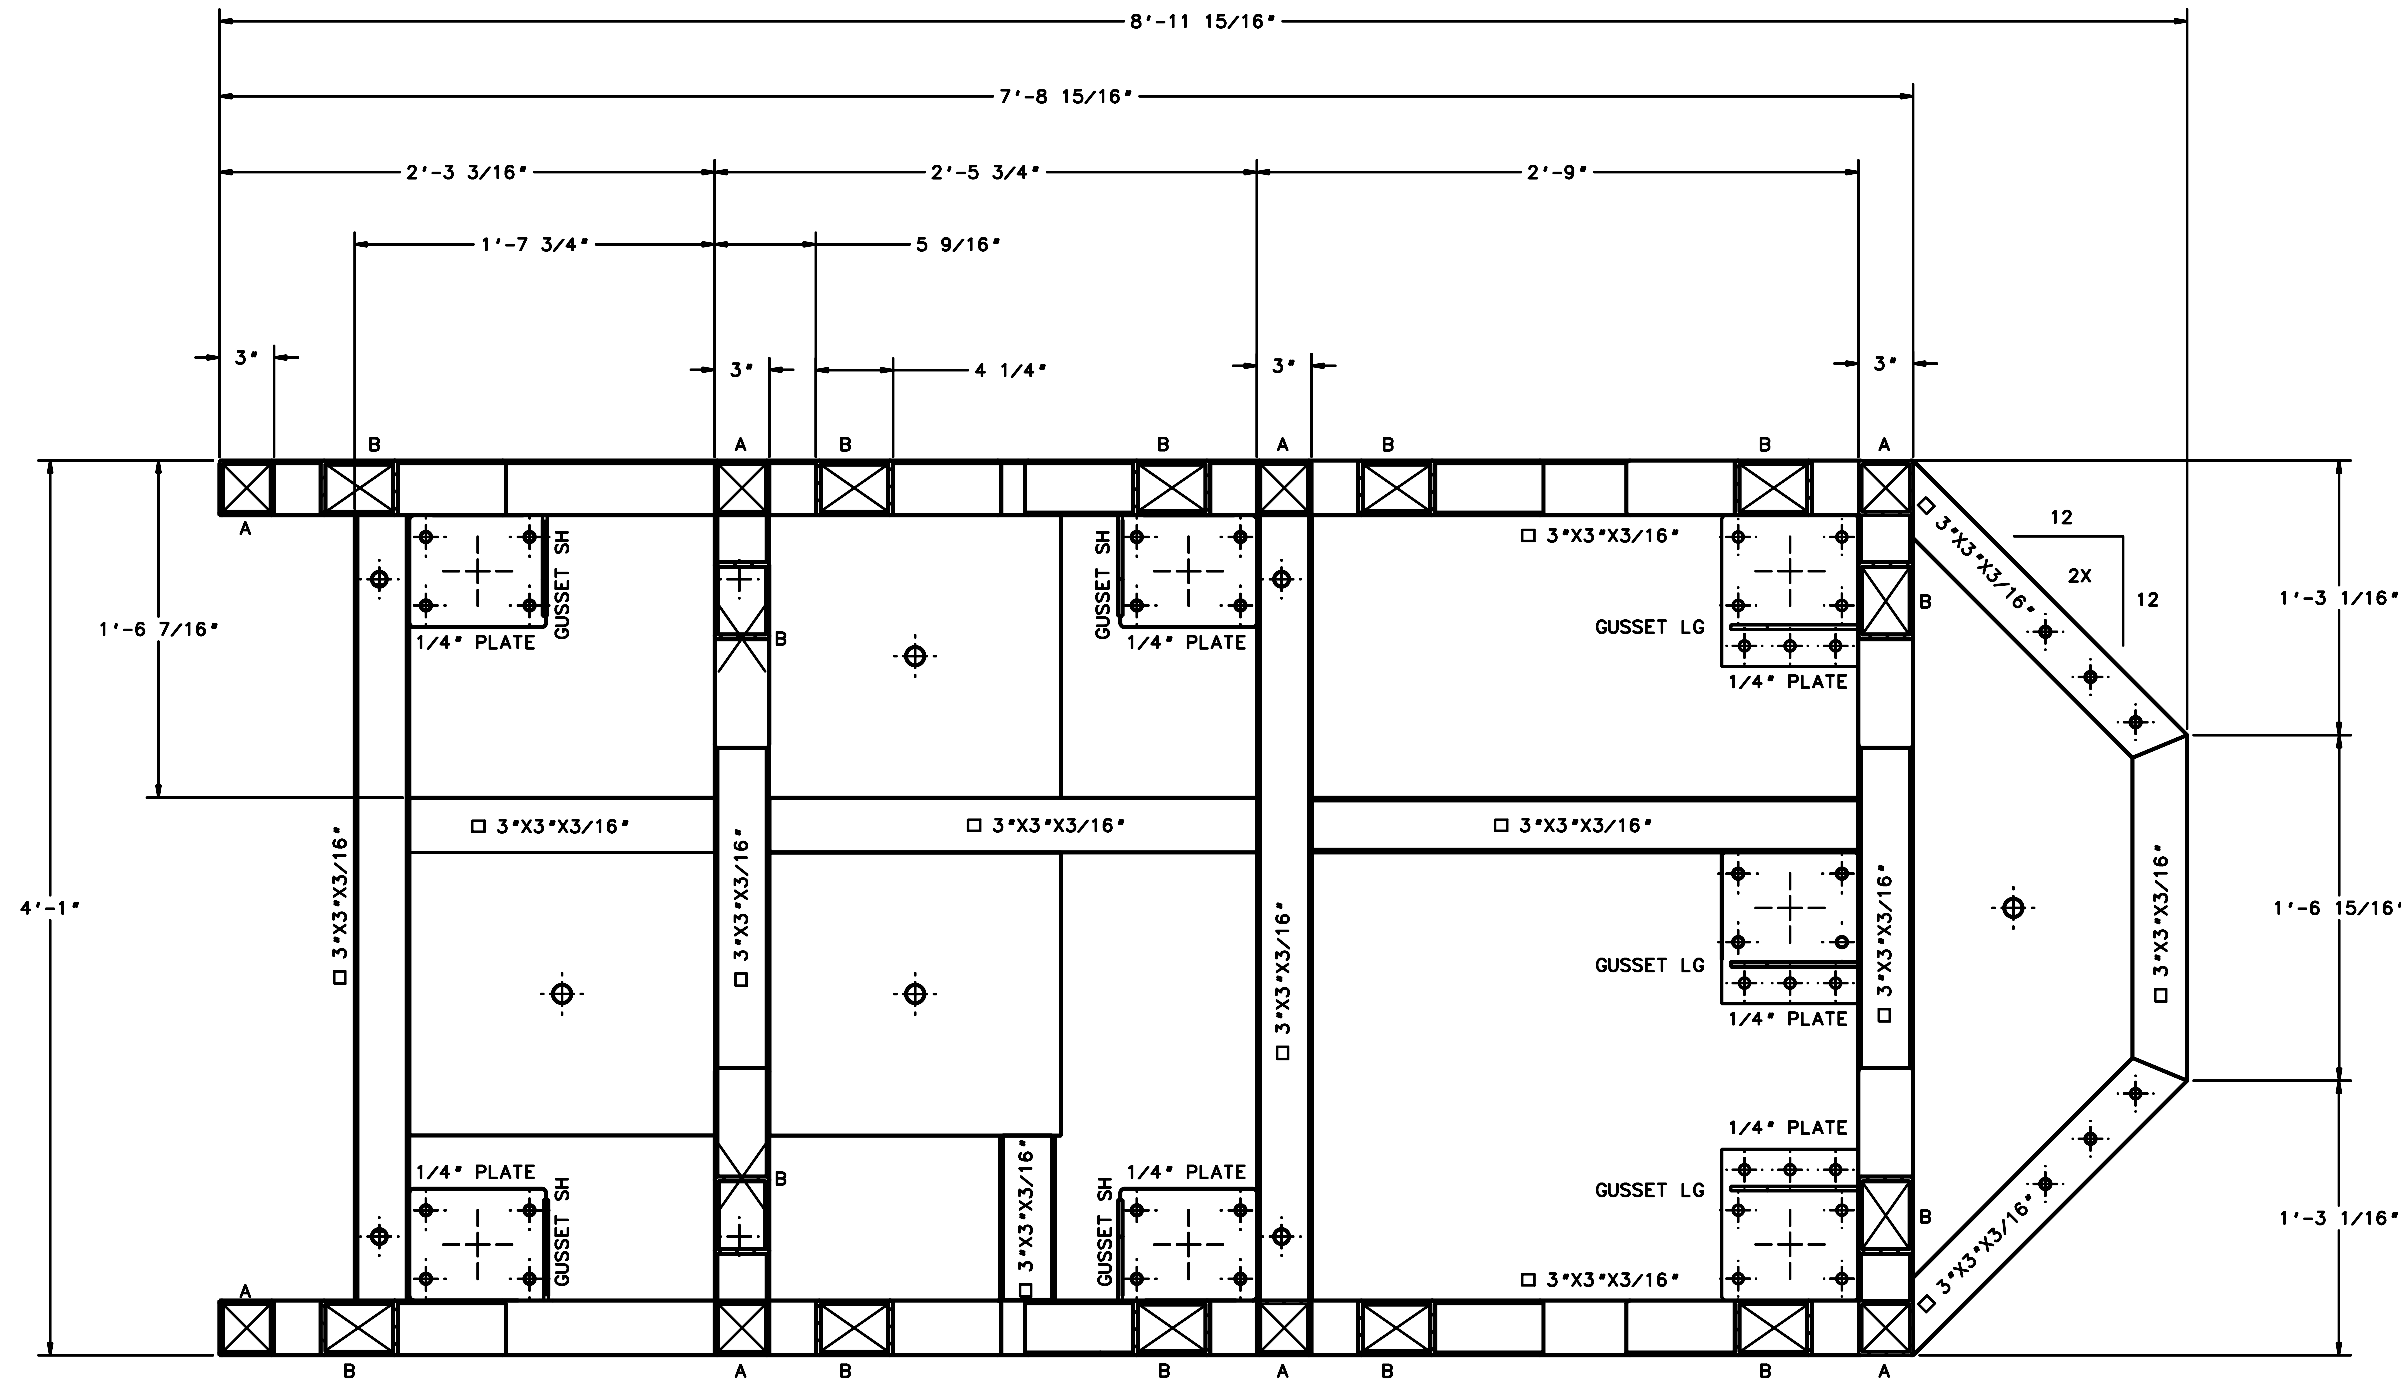 8'-11 15/16"
7'-8 15/16"
2'-3 3/16"
2'-5 3/4"
2'-9"
1'-7 3/4"
5 9/16"
3"
3"
4 1/4"
3"
3"
B
A
B
B
A
B
B
A
A
GUSSET SH
1/4" PLATE
B
GUSSET SH
1/4" PLATE
□ 3"X3"X3/16"
GUSSET LG
1/4" PLATE
B
□ 3"X3"X3/16"
12
2X
12
1'-3 1/16"
1'-6 7/16"
□ 3"X3"X3/16"
□ 3"X3"X3/16"
□ 3"X3"X3/16"
4'-1"
□ 3"X3"X3/16"
□ 3"X3"X3/16"
□ 3"X3"X3/16"
GUSSET LG
1/4" PLATE
□ 3"X3"X3/16"
□ 3"X3"X3/16"
1'-6 15/16"
1/4" PLATE
GUSSET SH
B
□ 3"X3"X3/16"
1/4" PLATE
GUSSET SH
1/4" PLATE
GUSSET LG
□ 3"X3"X3/16"
B
□ 3"X3"X3/16"
1'-3 1/16"
A
B
A
B
B
A
B
B
A